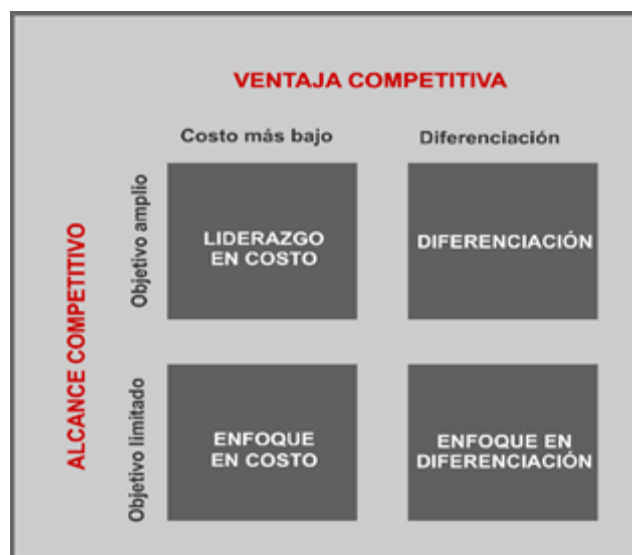 VENTAJA COMPETITIVA
Costo más bajo
Diferenciación
ALCANCE COMPETITIVO
Objetivo amplio
LIDERAZGO
EN COSTO
DIFERENCIACIÓN
Objetivo limitado
ENFOQUE
EN COSTO
ENFOQUE EN
DIFERENCIACIÓN